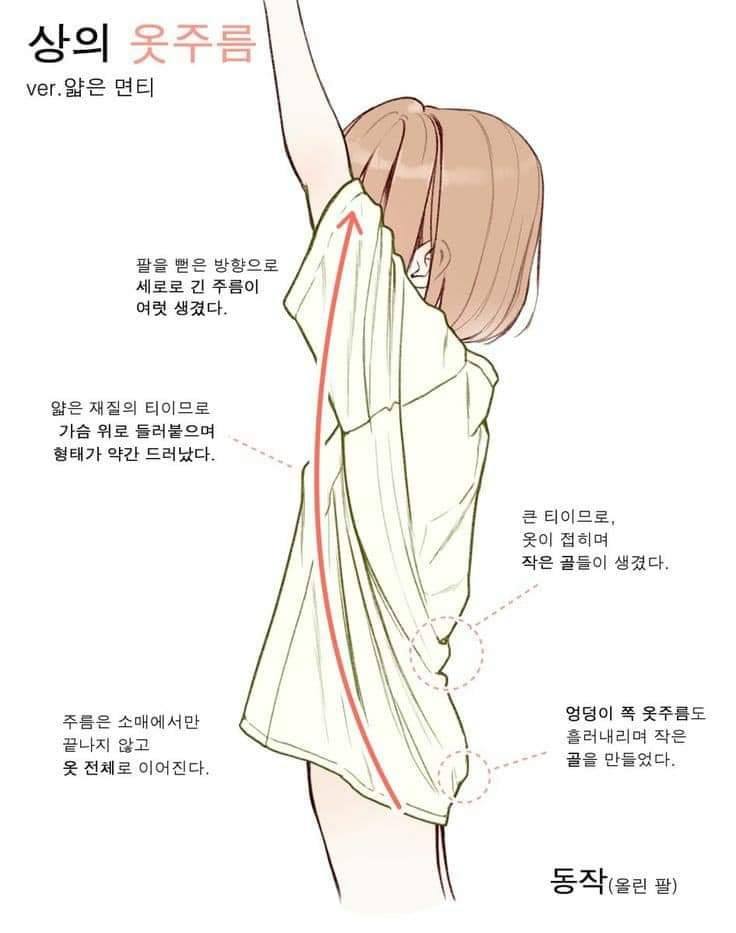 상의 옷주름
ver.얇은 면티
팔을 뻗은 방향으로
세로로 긴 주름이
여럿 생겼다.
얇은 재질의 티이므로
가슴 위로 들러붙으며
형태가 약간 드러났다.
큰 티이므로,
옷이 접히며
작은 골들이 생겼다.
주름은 소매에서만
끝나지 않고
옷 전체로 이어진다.
엉덩이 쪽 옷주름도
흘러내리며 작은
골을 만들었다.
동작(올린 팔)